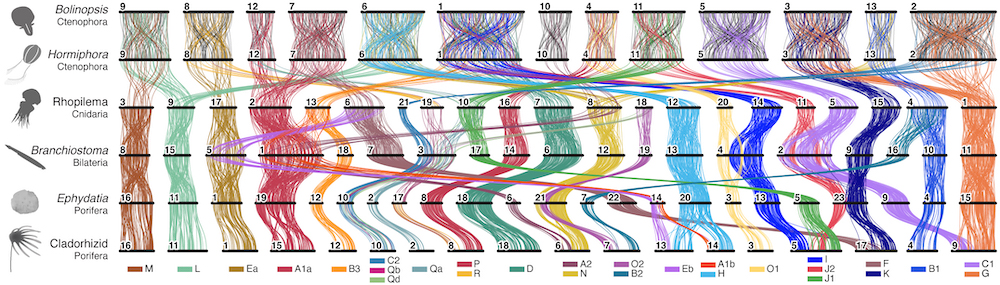 9 8 12 7 6 1 10 4 11 5 3 13 2
Bolinopsis
Ctenophora
9 8 12 7 6 1 10 4 11 5 3 13 2
Hormiphora
Ctenophora
3 9 17 2 13 6 21 19 10 16 7 8 18 12 20 14 11 5 15 4 1
Rhopilema
Cnidaria
8 15 5 1 18 7 3 17 14 6 12 19 13 4 2 9 16 10 11
Branchiostoma
Bilateria
16 11 1 19 12 10 2 17 8 18 6 21 7 22 14 20 3 13 5 23 9 4 15
Ephydatia
Porifera
Cladorhizid
16 11 1 15 12 10 2 8 18 6 7 13 14 3 5 17 4 9
Porifera
M L Ea A1a B3 C2 Qb Qd Qa P R D A2 N O2 B2 Eb A1b H O1 I J2 J1 F K B1 C1 G